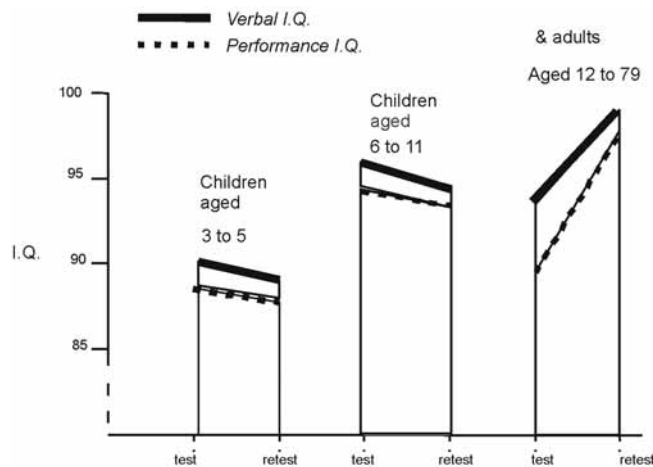 Verbal I.Q.
Performance I.Q.
& adults
Aged 12 to 79
Children
aged
6 to 11
Children
aged
3 to 5
I.Q.
100
95
90
85
test
retest
test
retest
test
retest